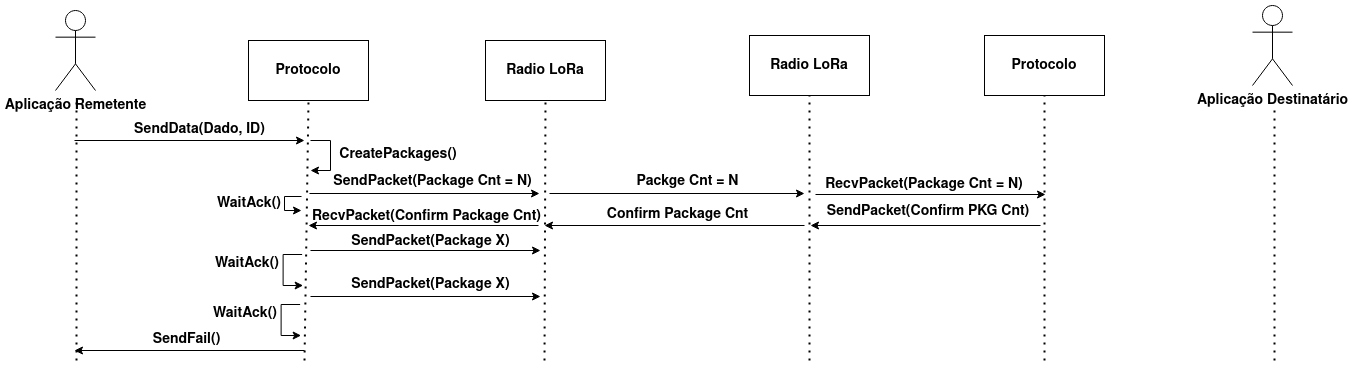 Aplicação Remetente
Protocolo
Radio LoRa
Radio LoRa
Protocolo
Aplicação Destinatário
SendData(Dado, ID)
CreatePackages()
SendPacket(Package Cnt = N)
Packge Cnt = N
RecvPacket(Package Cnt = N)
WaitAck()
RecvPacket(Confirm Package Cnt)
Confirm Package Cnt
SendPacket(Confirm PKG Cnt)
SendPacket(Package X)
WaitAck()
SendPacket(Package X)
WaitAck()
SendFail()